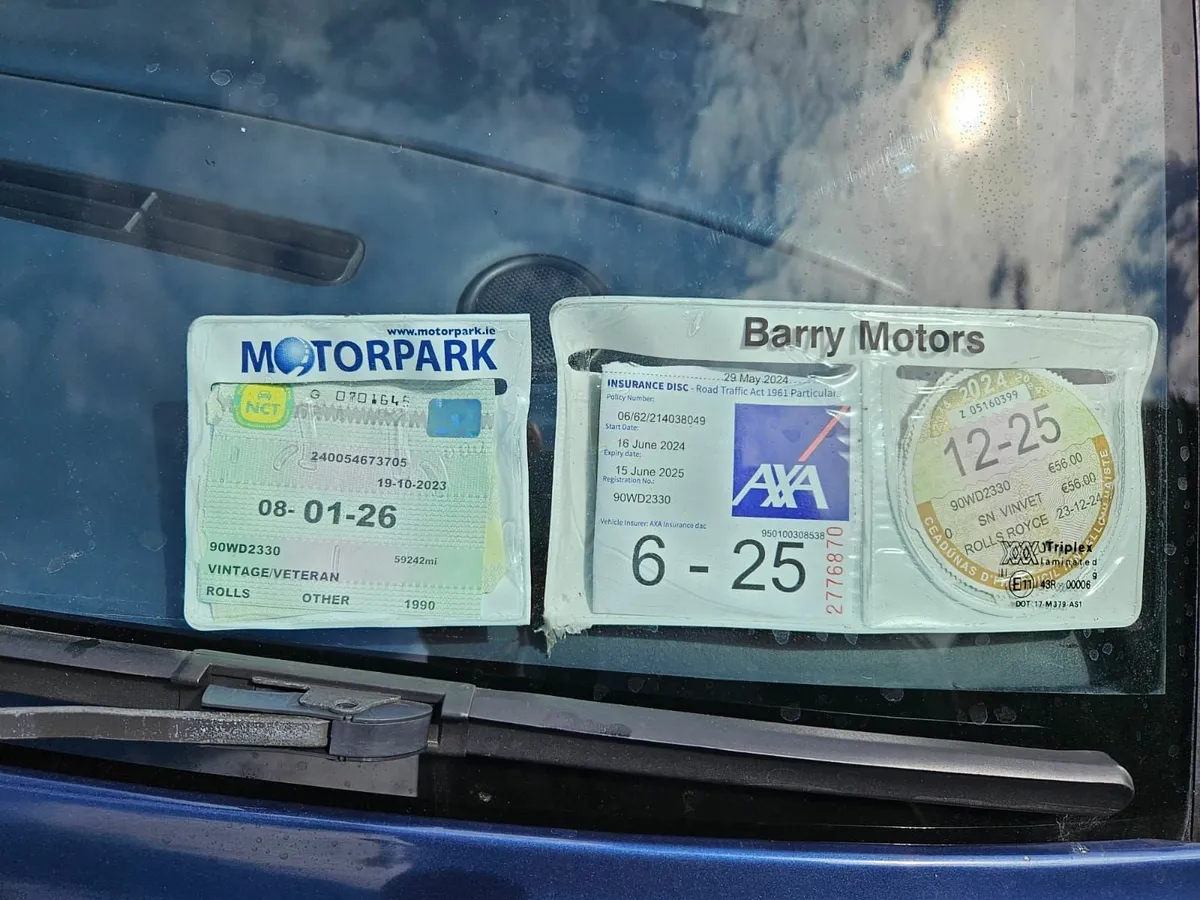 www.motorpark.ie
MOTORPARK
NCT
G 0701646
240054673705
19-10-2023
08- 01-26
90WD2330
59242mi
VINTAGE/VETERAN
ROLLS OTHER 1990
Barry Motors
29 May 2024
INSURANCE DISC - Road Traffic Act 1961 Particular
Policy Number:
06/62/214038049
Start Date:
16 June 2024
Expiry date:
15 June 2025
Registration No.:
90WD2330
AXA
Vehicle Insurer: AXA Insurance dac
950100308538
6 - 25
2776870
2024
Z 05160399
12-25
€56.00
90WD2330 €56.00
SN VINVET
ROLLS ROYCE 23-12-24
CEADUNAS
Triplex
Laminated
E11 43R 00006
DOT 17 M379 AS1